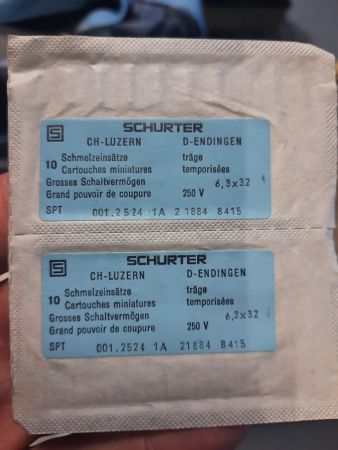 S SCHURTER
CH-LUZERN D-ENDINGEN
10 Schmelzeinsätze träge
Cartouches miniatures temporisées
Grosses Schaltvermögen 6,3x32
Grand pouvoir de coupure 250 V
SPT 001.2524 1A 21884 8415
S SCHURTER
CH-LUZERN D-ENDINGEN
10 Schmelzeinsätze träge
Cartouches miniatures temporisées
Grosses Schaltvermögen 6,3x32
Grand pouvoir de coupure 250 V
SPT 001.2524 1A 21884 8415